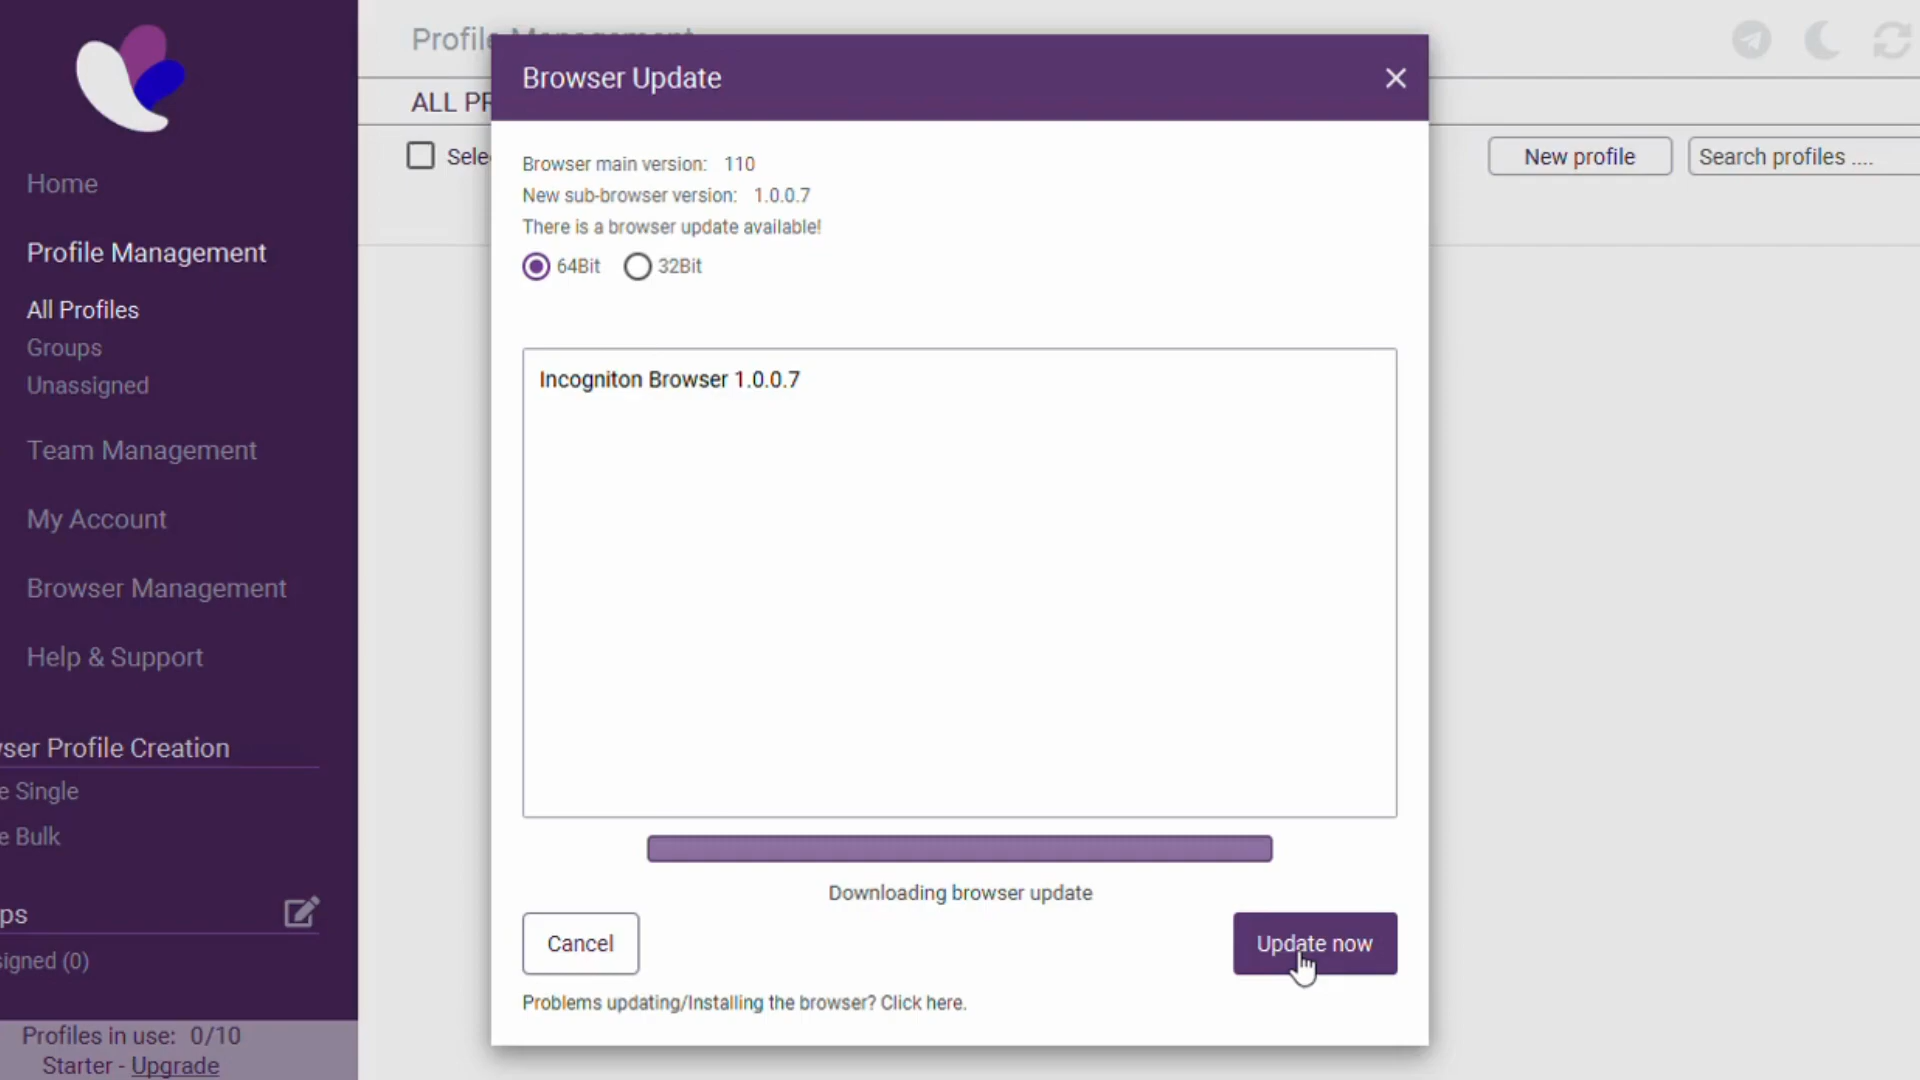 Home
Profile Management
All Profiles
Groups
Unassigned
Team Management
My Account
Browser Management
Help & Support
ser Profile Creation
e Single
e Bulk
ps
igned (0)
Profiles in use: 0/10
Starter - Upgrade
Profile Management
ALL PR
Sele
New profile
Search profiles ....
Browser Update
Browser main version: 110
New sub-browser version: 1.0.0.7
There is a browser update available!
64Bit 32Bit
Incogniton Browser 1.0.0.7
Downloading browser update
Cancel
Update now
Problems updating/Installing the browser? Click here.